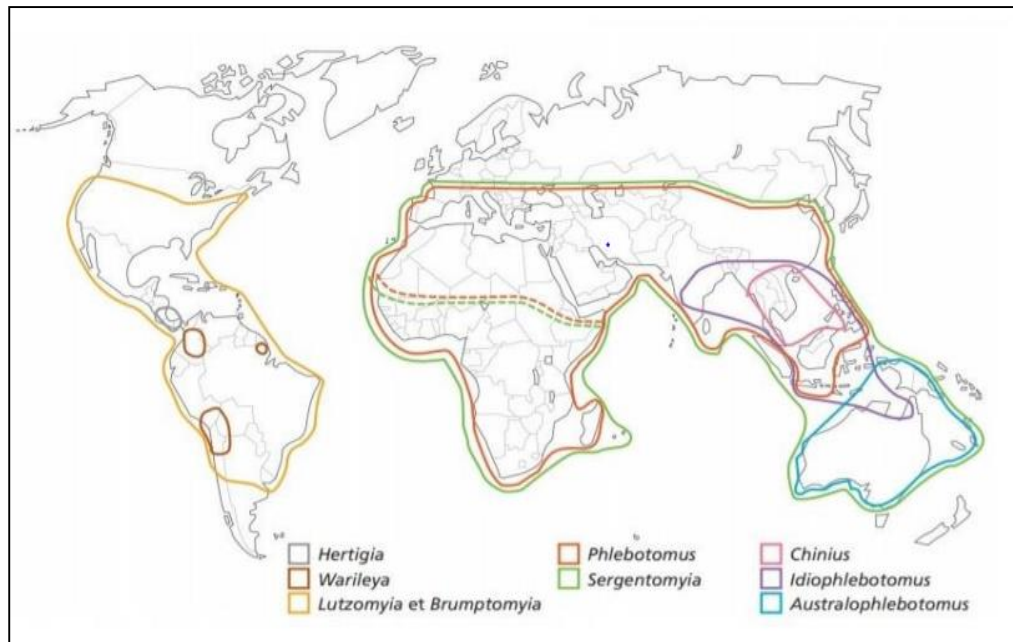 Hertigia
Warileya
Lutzomyia et Brumptomyia
Phlebotomus
Sergentomyia
Chinius
Idiophlebotomus
Australophlebotomus